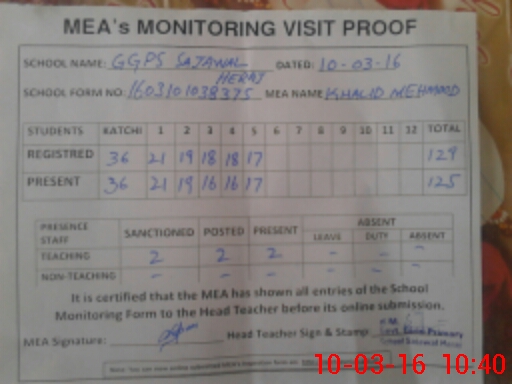 MEA's MONITORING VISIT PROOF
SCHOOL NAME: GGPS SAJAWAL HERAJ DATED: 10-03-16
SCHOOL FORM NO: 1603101038375 MEA NAME KHALID MEHMOOD
STUDENTS KATCHI 1 2 3 4 5 6 7 8 9 10 11 12 TOTAL
REGISTRED 36 21 19 18 18 17 129
PRESENT 36 21 19 16 16 17 125
PRESENCE STAFF SANCTIONED POSTED PRESENT ABSENT
LEAVE DUTY ABSENT
TEACHING 2 2 2 - - -
NON-TEACHING - - - - - -
It is certified that the MEA has shown all entries of the School
Monitoring Form to the Head Teacher before its online submission.
MEA Signature: Head Teacher Sign & Stamp:
Primary
School
Note: You can
10-03-16 10:40